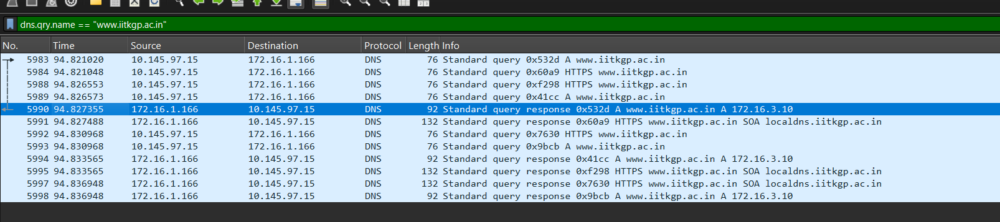 dns.qry.name == "www.iitkgp.ac.in"
No. Time Source Destination Protocol Length Info
5983 94.821020 10.145.97.15 172.16.1.166 DNS 76 Standard query 0x532d A www.iitkgp.ac.in
5984 94.821048 10.145.97.15 172.16.1.166 DNS 76 Standard query 0x60a9 HTTPS www.iitkgp.ac.in
5988 94.826553 10.145.97.15 172.16.1.166 DNS 76 Standard query 0xf298 HTTPS www.iitkgp.ac.in
5989 94.826573 10.145.97.15 172.16.1.166 DNS 76 Standard query 0x41cc A www.iitkgp.ac.in
5990 94.827355 172.16.1.166 10.145.97.15 DNS 92 Standard query response 0x532d A www.iitkgp.ac.in A 172.16.3.10
5991 94.827488 172.16.1.166 10.145.97.15 DNS 132 Standard query response 0x60a9 HTTPS www.iitkgp.ac.in SOA localdns.iitkgp.ac.in
5992 94.830968 10.145.97.15 172.16.1.166 DNS 76 Standard query 0x7630 HTTPS www.iitkgp.ac.in
5993 94.830968 10.145.97.15 172.16.1.166 DNS 76 Standard query 0x9bcb A www.iitkgp.ac.in
5994 94.833565 172.16.1.166 10.145.97.15 DNS 92 Standard query response 0x41cc A www.iitkgp.ac.in A 172.16.3.10
5995 94.833565 172.16.1.166 10.145.97.15 DNS 132 Standard query response 0xf298 HTTPS www.iitkgp.ac.in SOA localdns.iitkgp.ac.in
5997 94.836948 172.16.1.166 10.145.97.15 DNS 132 Standard query response 0x7630 HTTPS www.iitkgp.ac.in SOA localdns.iitkgp.ac.in
5998 94.836948 172.16.1.166 10.145.97.15 DNS 92 Standard query response 0x9bcb A www.iitkgp.ac.in A 172.16.3.10